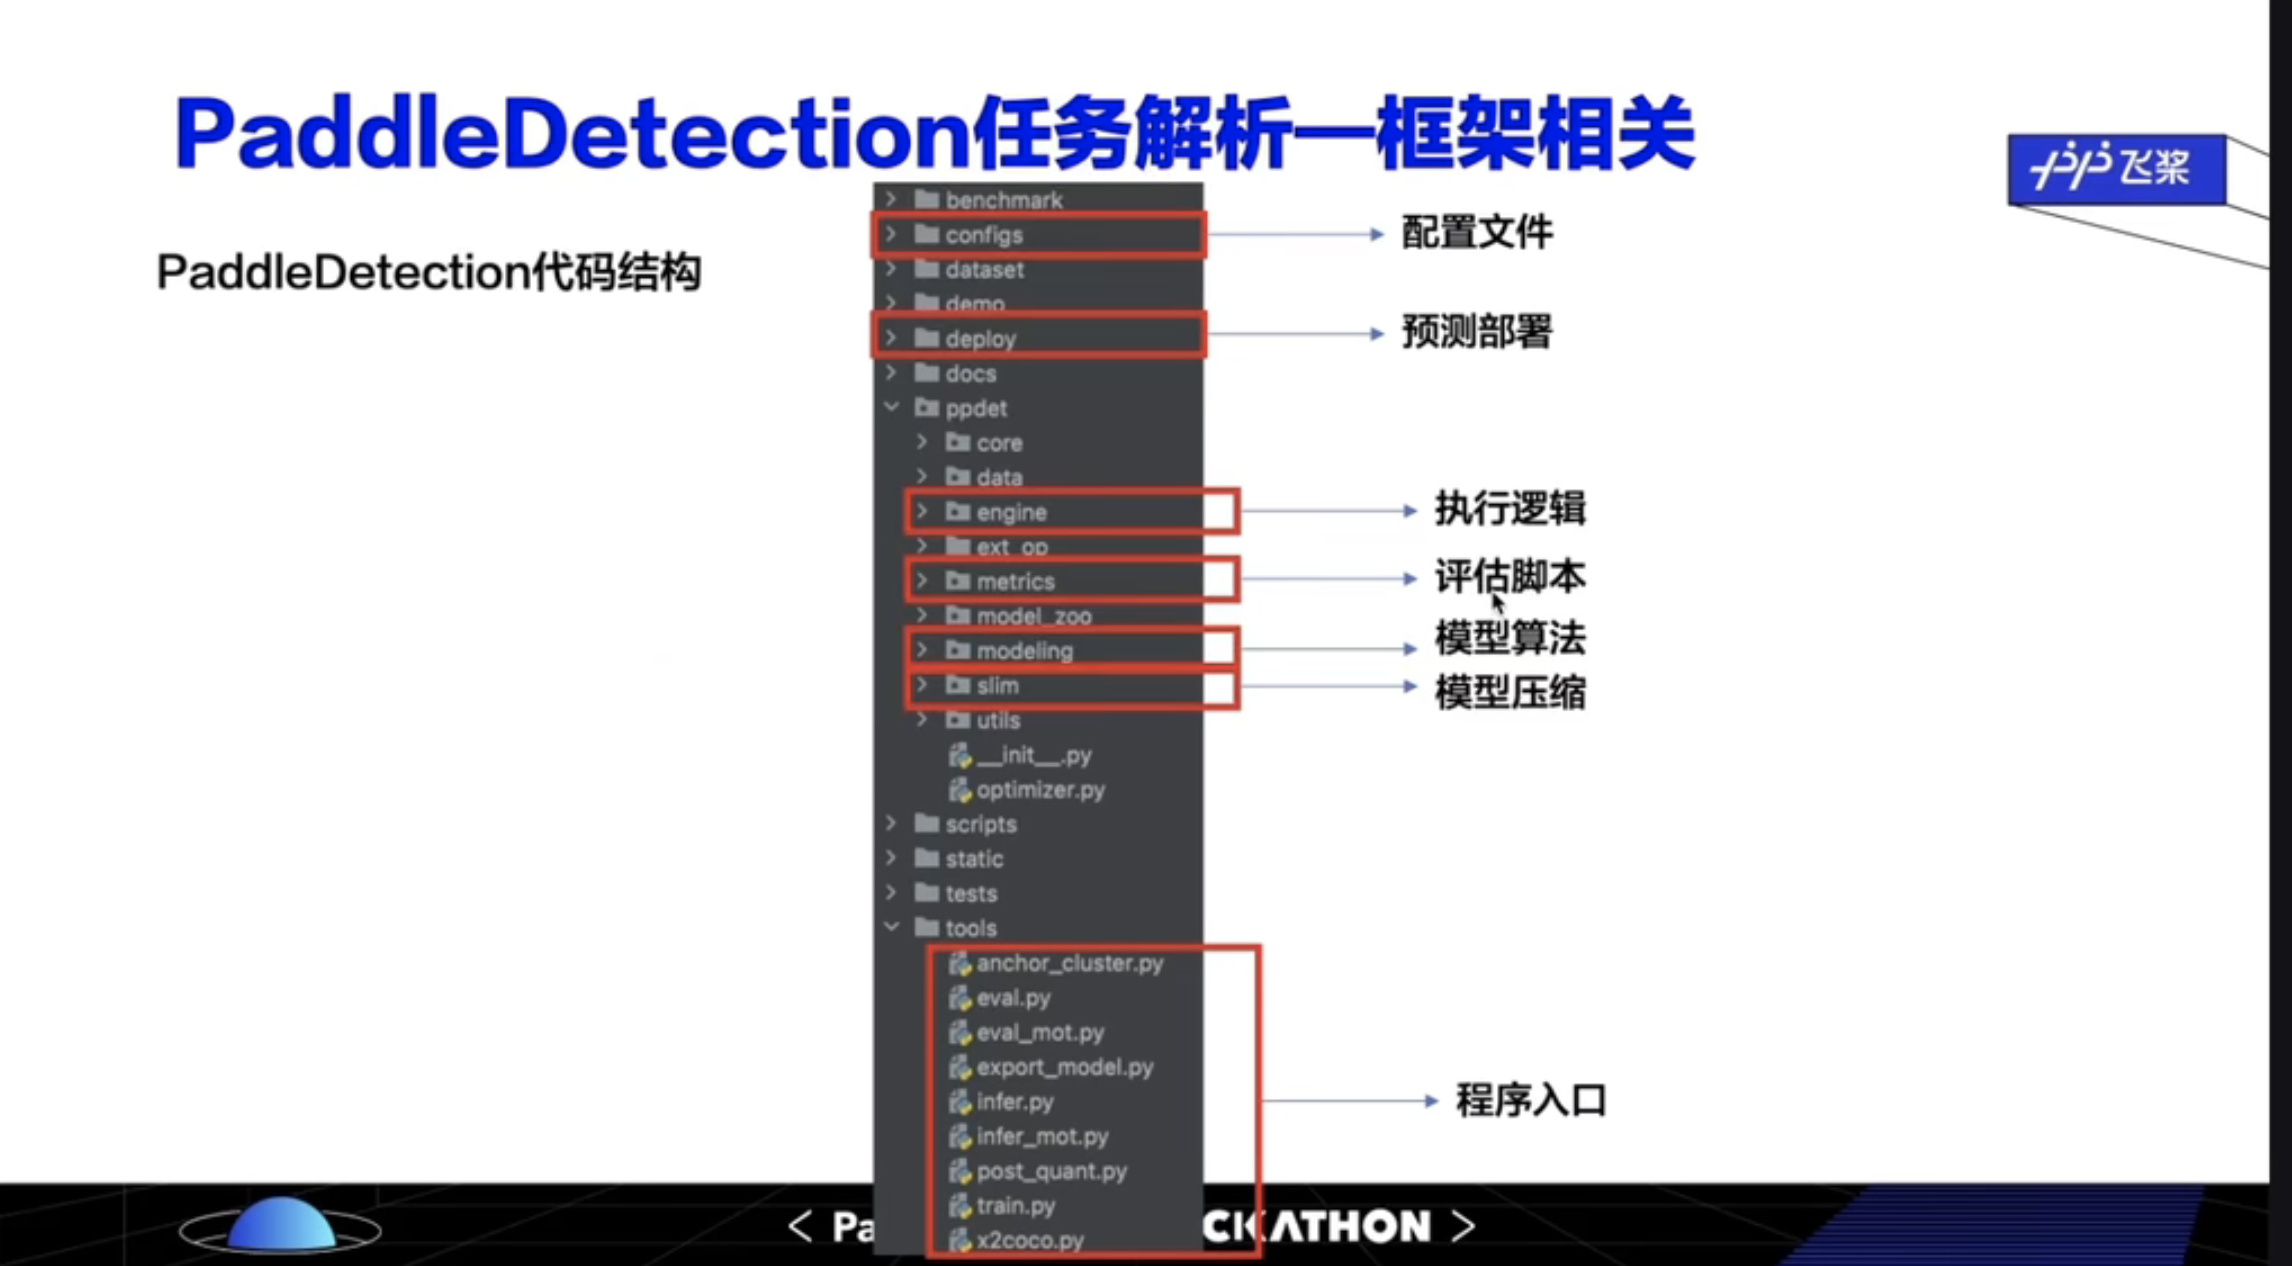 PaddleDetection任务解析—框架相关
飞桨
PaddleDetection代码结构
benchmark
configs
配置文件
dataset
demo
deploy
预测部署
docs
ppdet
core
data
engine
执行逻辑
ext_op
metrics
评估脚本
model_zoo
modeling
模型算法
slim
模型压缩
utils
__init__.py
optimizer.py
scripts
static
tests
tools
anchor_cluster.py
eval.py
eval_mot.py
export_model.py
infer.py
程序入口
infer_mot.py
post_quant.py
train.py
x2coco.py
< Pa CKATHON >